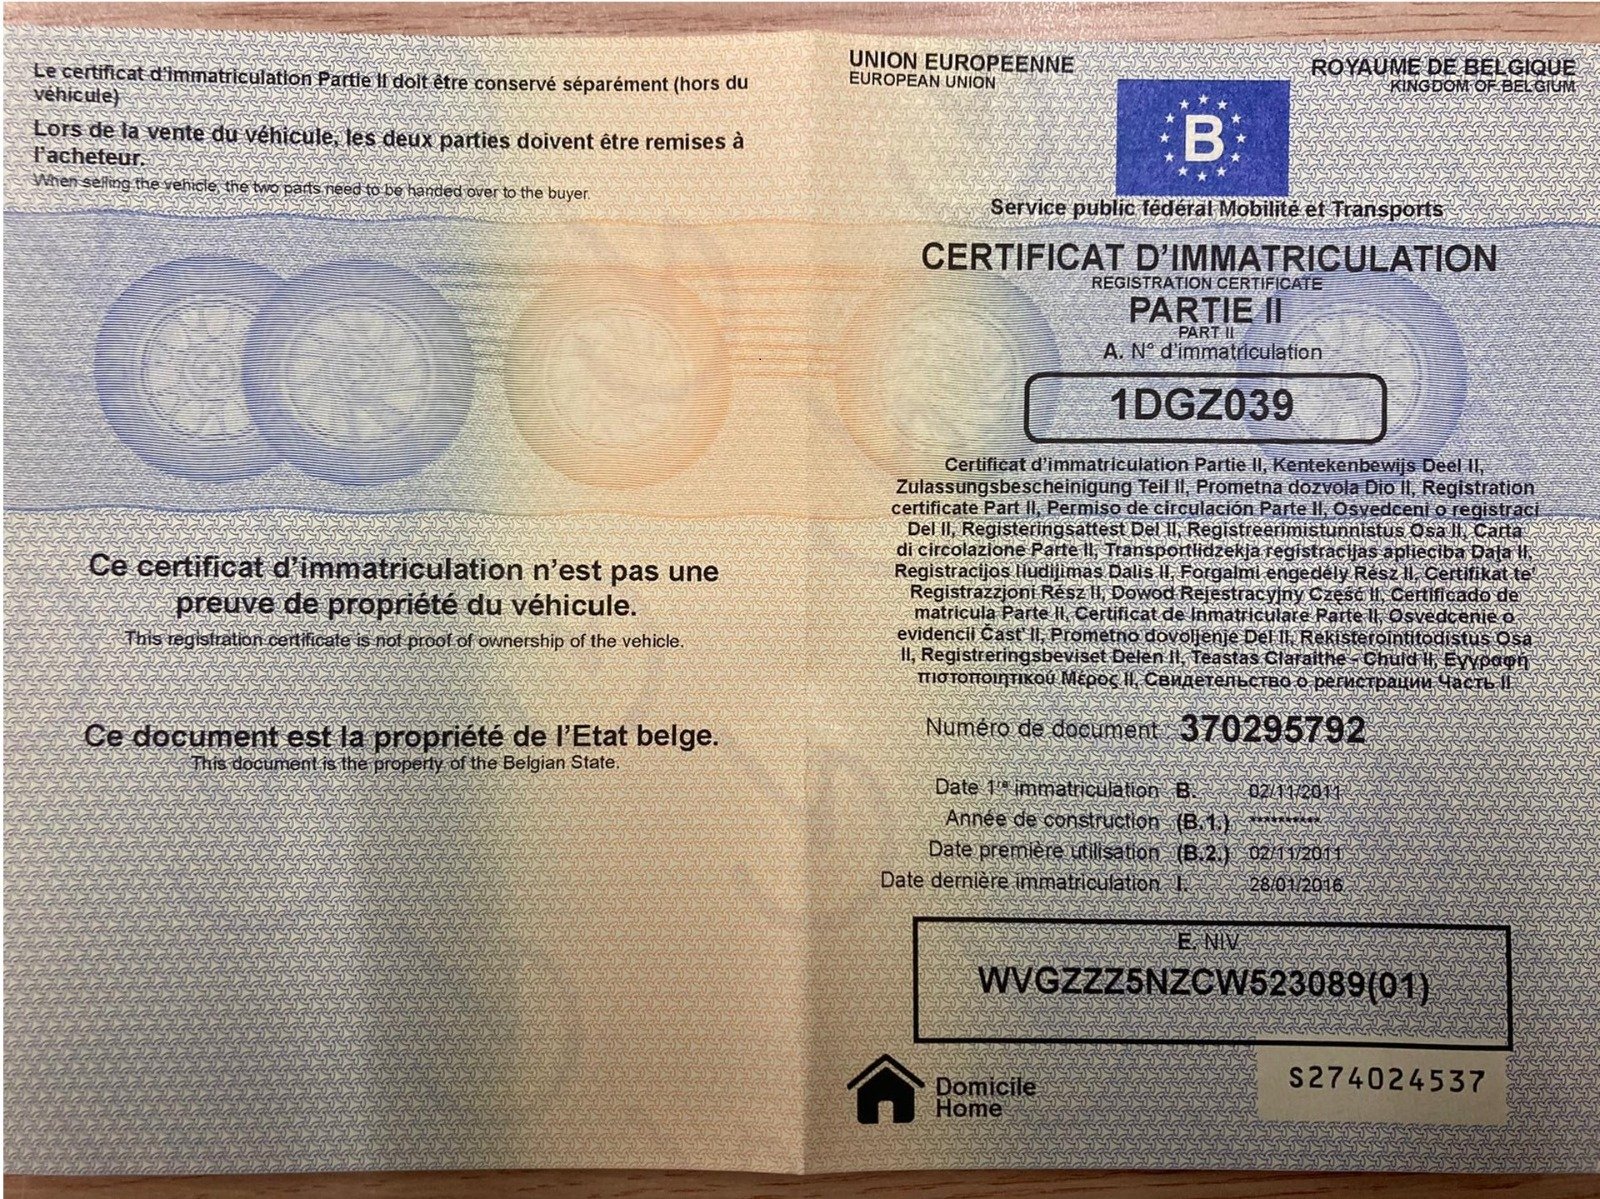 Le certificat d'immatriculation Partie II doit être conservé séparément (hors du
véhicule)
Lors de la vente du véhicule, les deux parties doivent être remises à
l'acheteur.
When selling the vehicle, the two parts need to be handed over to the buyer.
Ce certificat d'immatriculation n'est pas une
preuve de propriété du véhicule.
This registration certificate is not proof of ownership of the vehicle.
Ce document est la propriété de l'Etat belge.
This document is the property of the Belgian State.
UNION EUROPEENNE
EUROPEAN UNION
ROYAUME DE BELGIQUE
KINGDOM OF BELGIUM
B
Service public fédéral Mobilité et Transports
CERTIFICAT D'IMMATRICULATION
REGISTRATION CERTIFICATE
PARTIE II
PART II
A. N° d'immatriculation
1DGZ039
Certificat d'immatriculation Partie II, Kentekenbewijs Deel II,
Zulassungsbescheinigung Teil II, Prometna dozvola Dio II, Registration
certificate Part II, Permiso de circulación Parte II, Osvedceni o registraci
Del II, Registeringsattest Del II, Registreerimistunnistus Osa II, Carta
di circolazione Parte II, Transportlidzekja registracijas aplieciba Daļa II,
Registracijos liudijimas Dalis II, Forgalmi engedély Rész II, Certifikat te'
Registrazzjoni Rész II, Dowod Rejestracyjny Część II, Certificado de
matricula Parte II, Certificat de Inmatriculare Parte II, Osvedcenie o
evidencii Časť II, Prometno dovoljenje Del II, Rekisterointitodistus Osa
II, Registreringsbeviset Delen II, Teastas Claraithe - Chuid II, Εγγραφή
πιστοποιητικού Μέρος II, Свидетельство о регистрации Часть II
Numéro de document 370295792
Date 1re immatriculation B. 02/11/2011
Année de construction (B.1.) **********
Date première utilisation (B.2.) 02/11/2011
Date dernière immatriculation I. 28/01/2016
E. NIV
WVGZZZ5NZCW523089(01)
Domicile
Home
S274024537